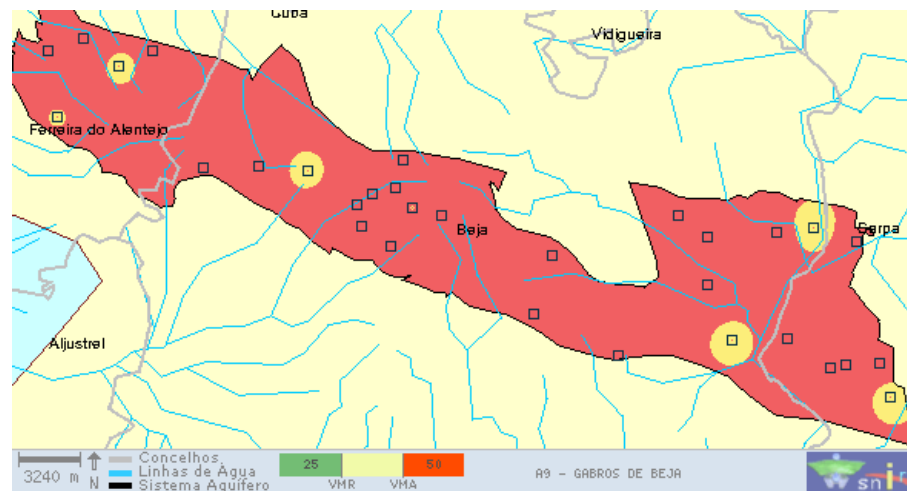 Cuba
Vidigueira
Ferreira do Alentejo
Beja
Serpa
Aljustrel
3240 m
N
Concelhos
Linhas de Água
Sistema Aquífero
25
50
VMR
VMA
A9 - GABROS DE BEJA
snir